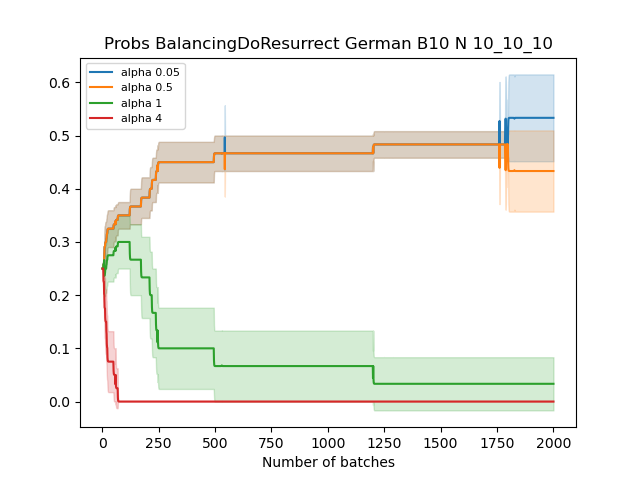 Probs BalancingDoResurrect German B10 N 10_10_10
alpha 0.05
alpha 0.5
alpha 1
alpha 4
0.6
0.5
0.4
0.3
0.2
0.1
0.0
0 250 500 750 1000 1250 1500 1750 2000
Number of batches